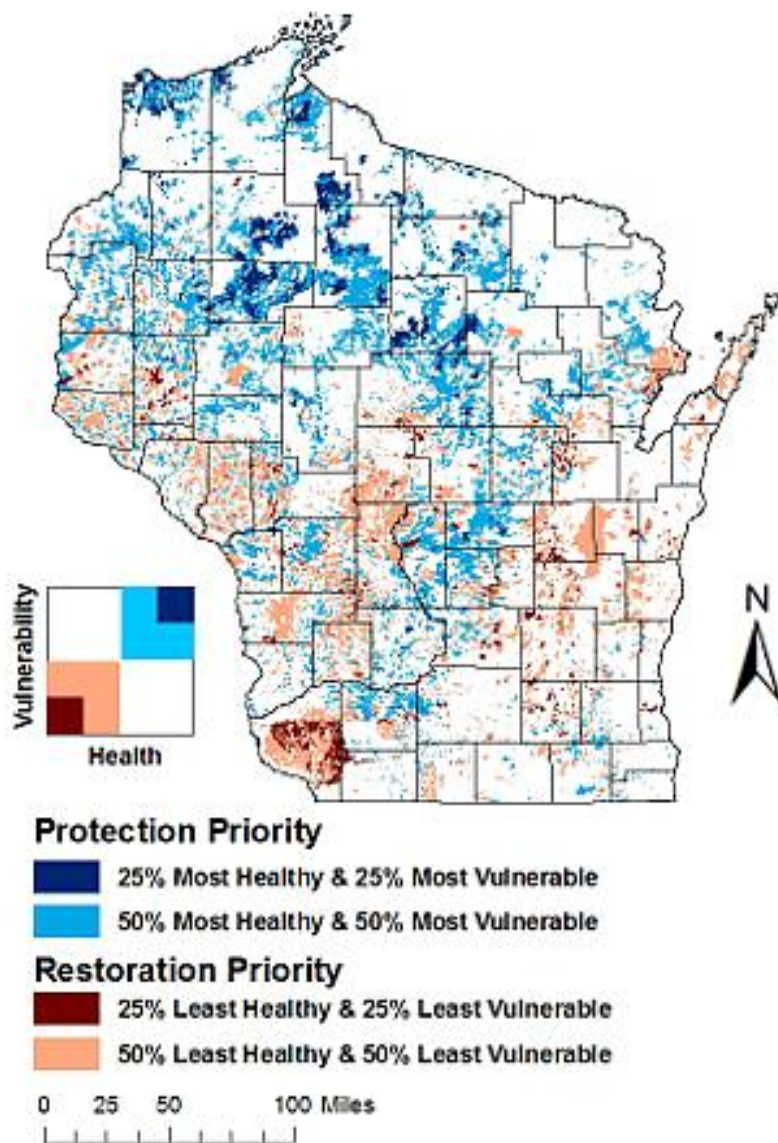 N
Vulnerability
Health
Protection Priority
25% Most Healthy & 25% Most Vulnerable
50% Most Healthy & 50% Most Vulnerable
Restoration Priority
25% Least Healthy & 25% Least Vulnerable
50% Least Healthy & 50% Least Vulnerable
0 25 50 100 Miles